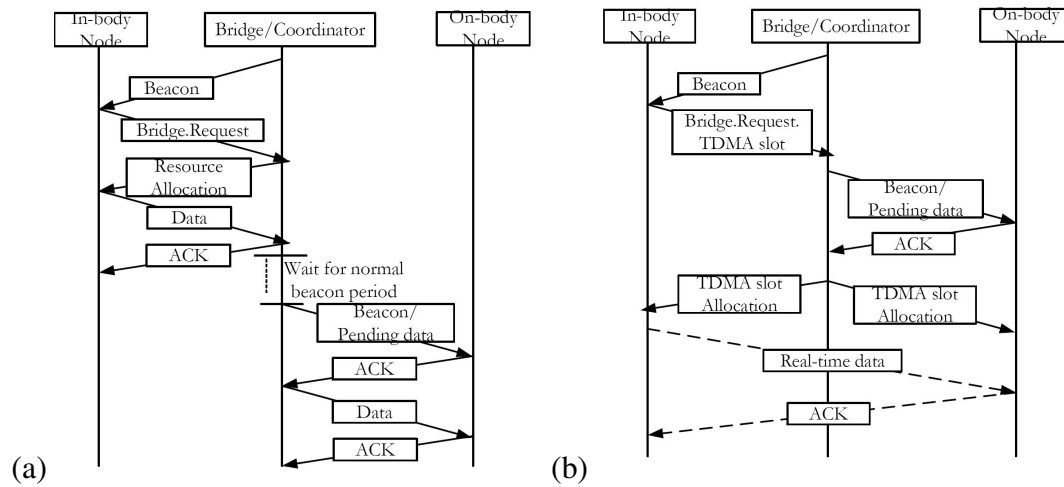 In-body
Node
Bridge/Coordinator
On-body
Node
Beacon
Bridge.Request
Resource
Allocation
Data
ACK
Wait for normal
beacon period
Beacon/
Pending data
ACK
Data
ACK
(a)
In-body
Node
Bridge/Coordinator
On-body
Node
Beacon
Bridge.Request.
TDMA slot
Beacon/
Pending data
ACK
TDMA slot
Allocation
TDMA slot
Allocation
Real-time data
ACK
(b)